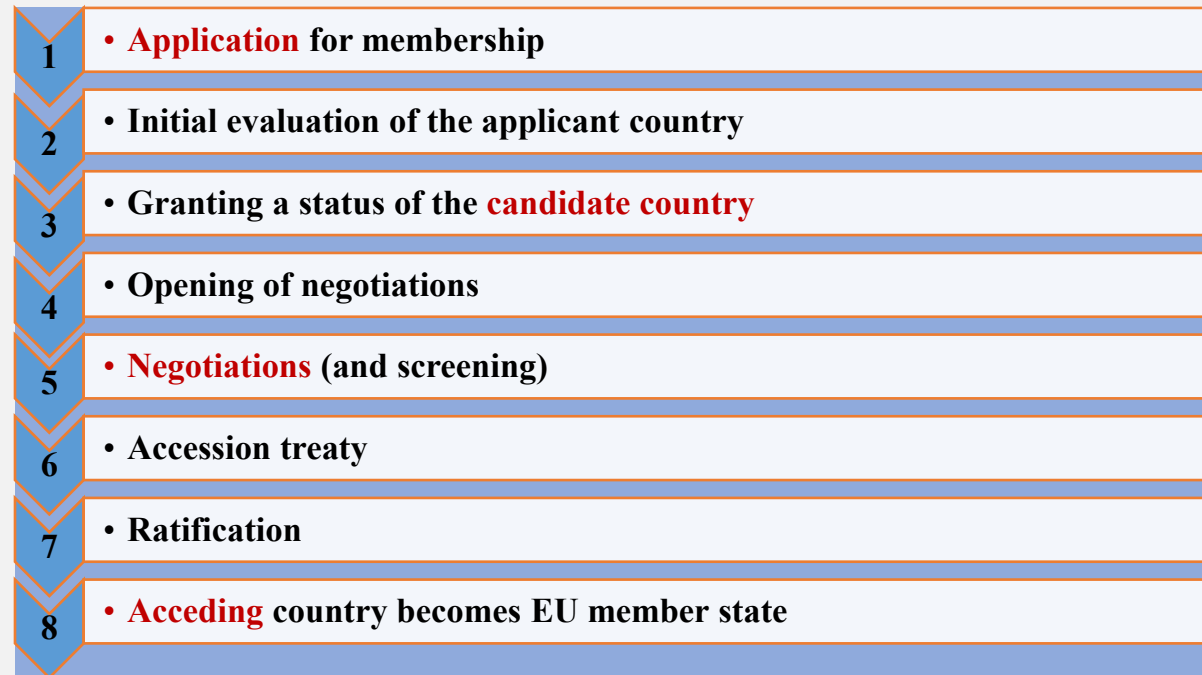 1
• Application for membership
2
• Initial evaluation of the applicant country
3
• Granting a status of the candidate country
4
• Opening of negotiations
5
• Negotiations (and screening)
6
• Accession treaty
7
• Ratification
8
• Acceding country becomes EU member state